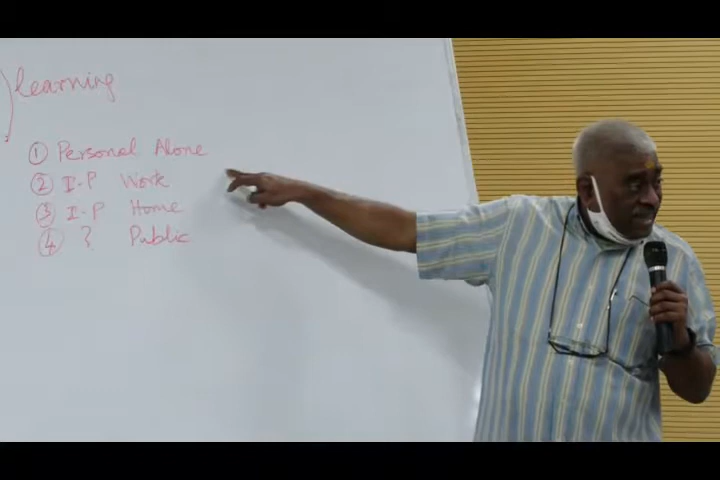 learning
① Personal Alone
② I-P Work
③ I-P Home
④ ? Public